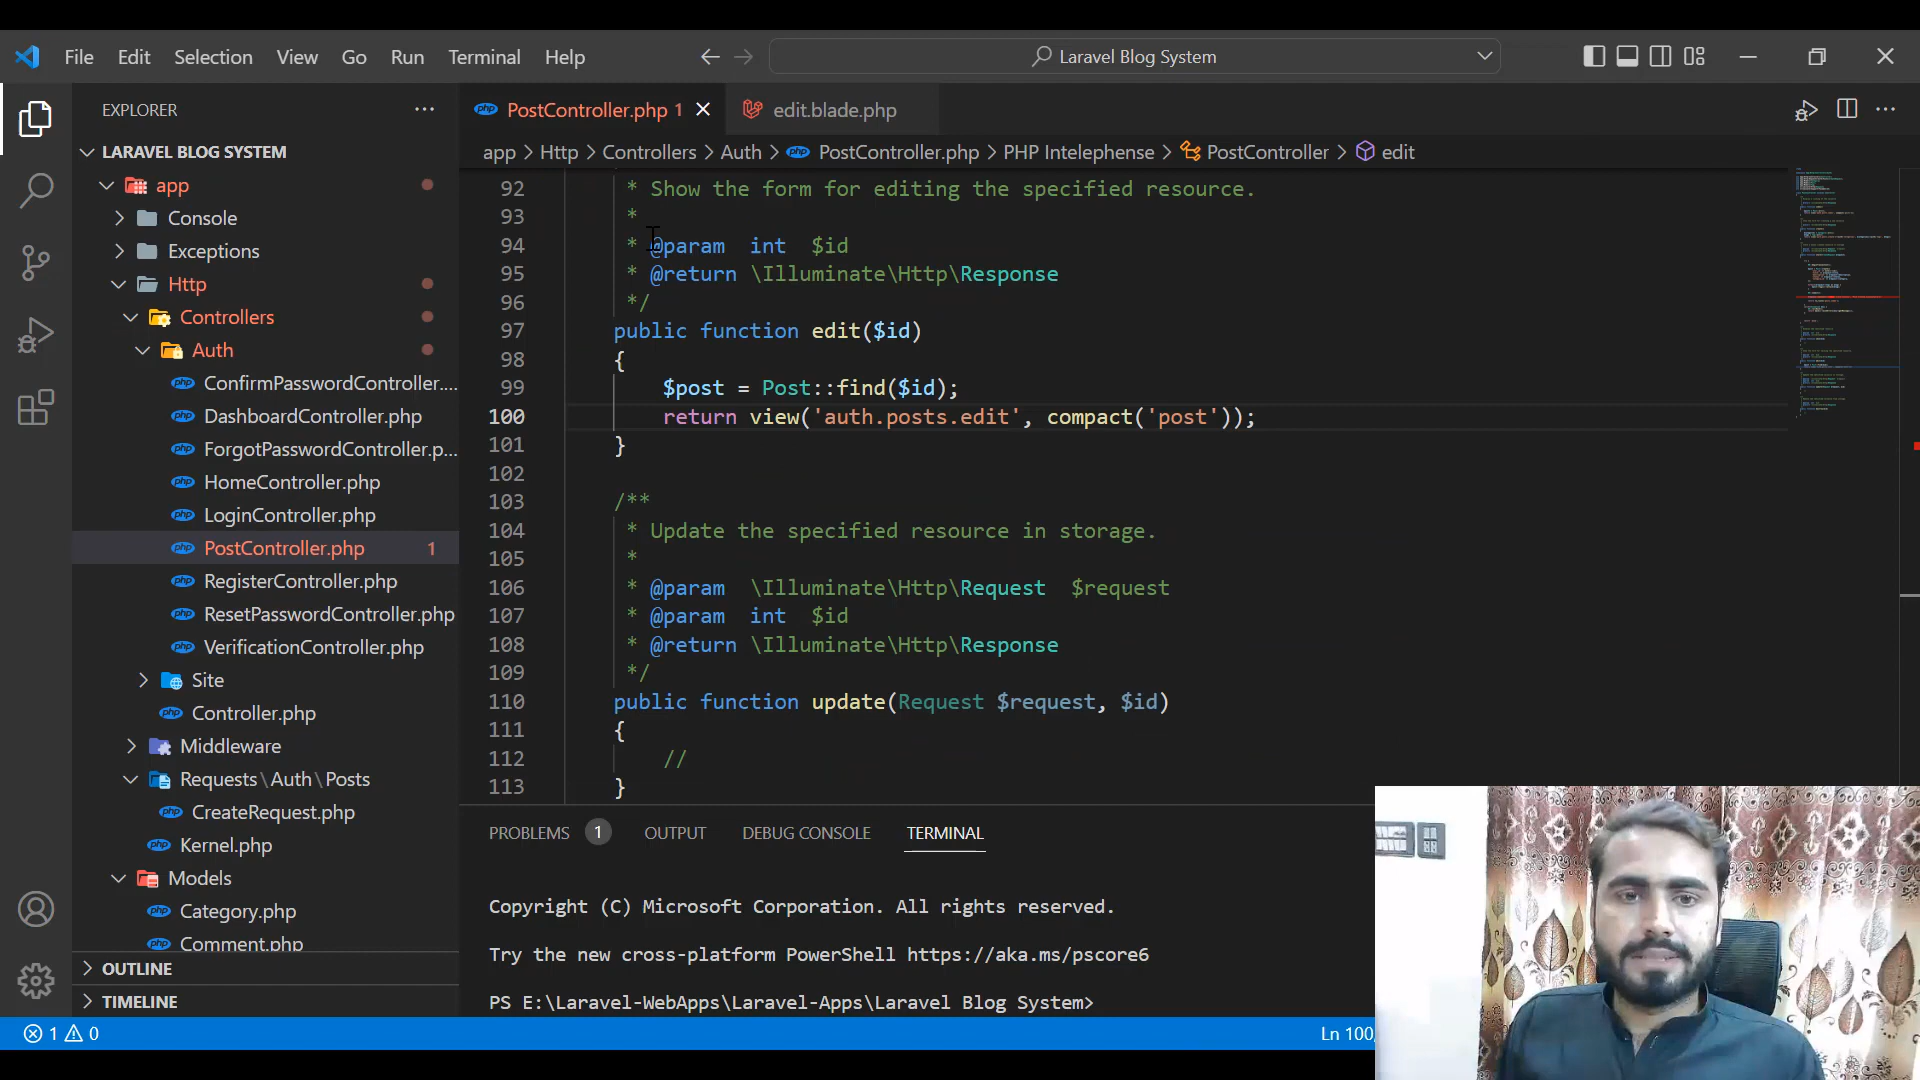 File Edit Selection View Go Run Terminal Help
Laravel Blog System
EXPLORER
PostController.php 1
edit.blade.php
LARAVEL BLOG SYSTEM
app > Http > Controllers > Auth > PostController.php > PHP Intelephense > PostController > edit
app
Console
Exceptions
Http
Controllers
Auth
ConfirmPasswordController....
DashboardController.php
ForgotPasswordController.p...
HomeController.php
LoginController.php
PostController.php 1
RegisterController.php
ResetPasswordController.php
VerificationController.php
Site
Controller.php
Middleware
Requests\Auth\Posts
CreateRequest.php
Kernel.php
Models
Category.php
Comment.php
OUTLINE
TIMELINE
92 * Show the form for editing the specified resource.
93 *
94 * @param  int  $id
95 * @return \Illuminate\Http\Response
96 */
97 public function edit($id)
98 {
99 $post = Post::find($id);
100 return view('auth.posts.edit', compact('post'));
101 }
102
103 /**
104 * Update the specified resource in storage.
105 *
106 * @param  \Illuminate\Http\Request  $request
107 * @param  int  $id
108 * @return \Illuminate\Http\Response
109 */
110 public function update(Request $request, $id)
111 {
112 //
113 }
PROBLEMS 1 OUTPUT DEBUG CONSOLE TERMINAL
Copyright (C) Microsoft Corporation. All rights reserved.
Try the new cross-platform PowerShell https://aka.ms/pscore6
PS E:\Laravel-WebApps\Laravel-Apps\Laravel Blog System>
1 0
Ln 100,